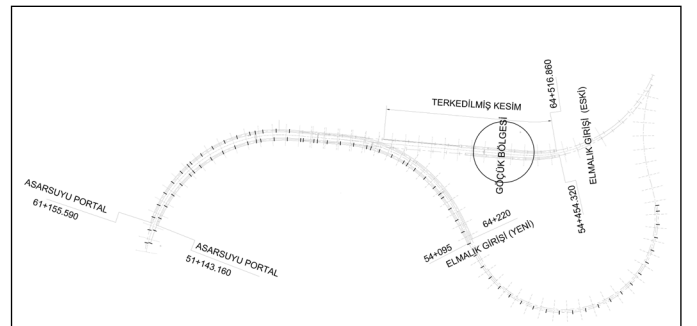 TERKEDİLMİŞ KESİM
64+516.860
ELMALIK GİRİŞİ (ESKİ)
GÖÇÜK BÖLGESİ
54+454.320
ASARSUYU PORTAL
61+155.590
ASARSUYU PORTAL
51+143.160
64+220
54+095
ELMALIK GİRİŞİ (YENİ)